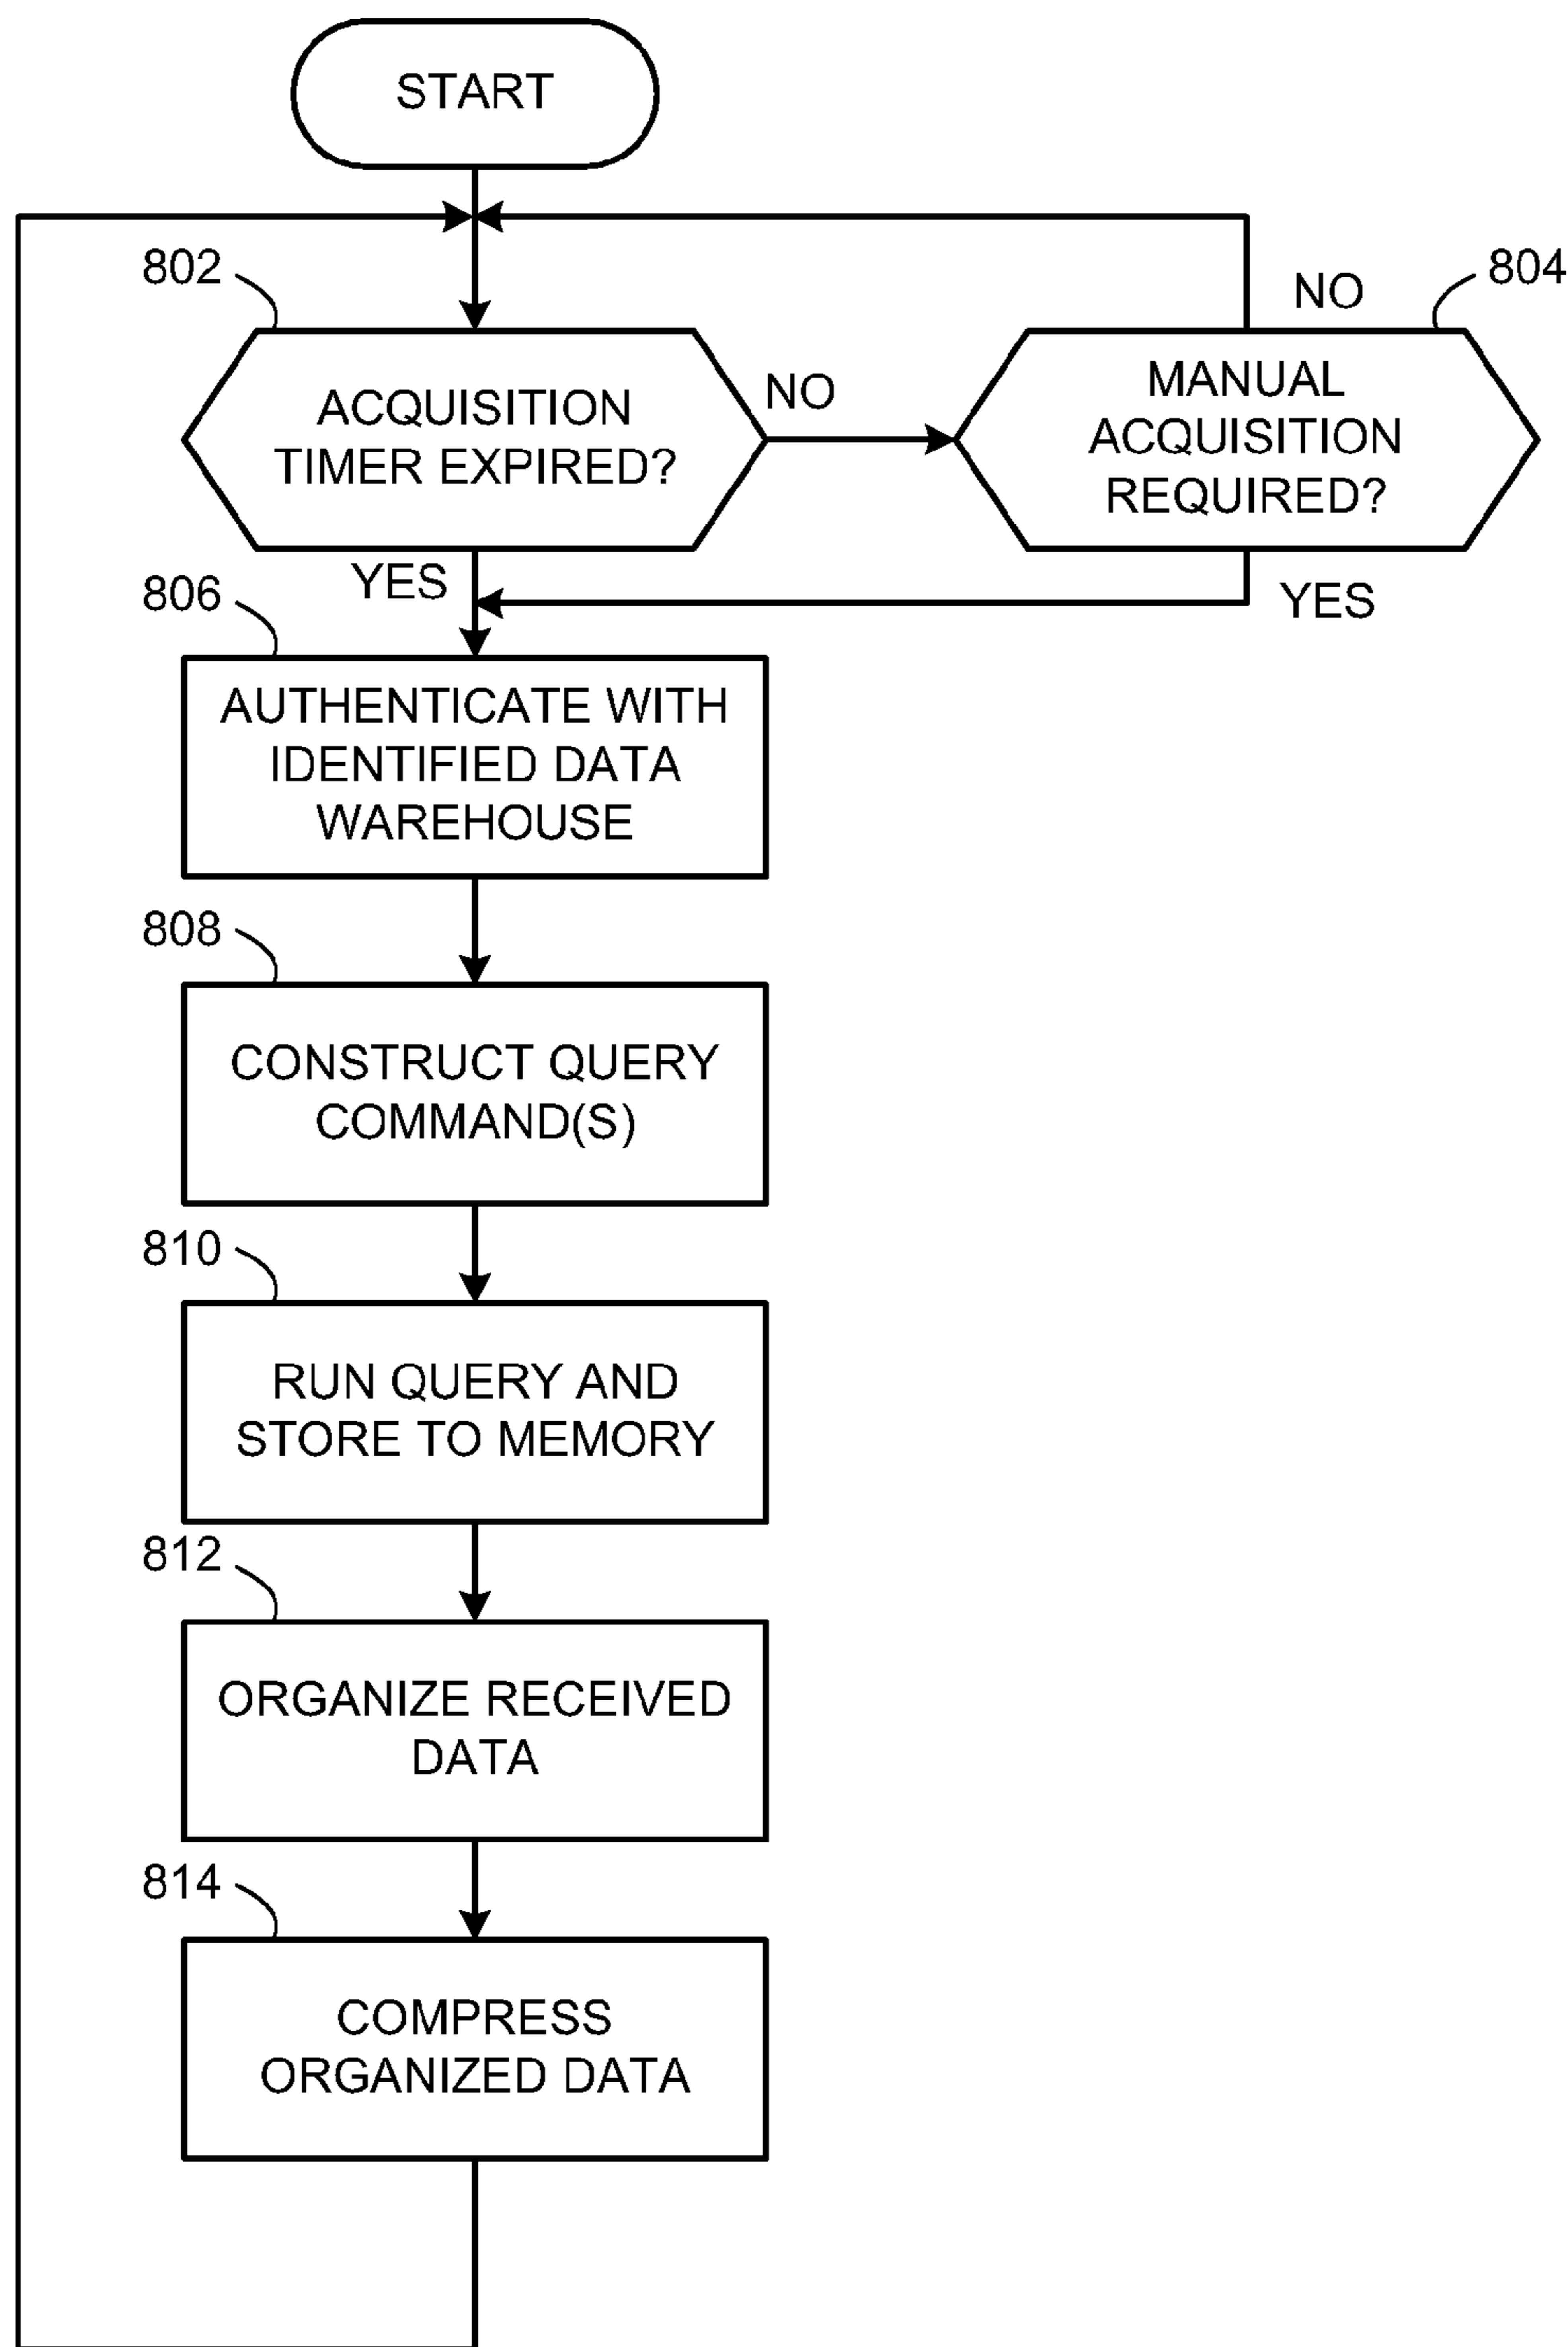 START
802
804
NO
ACQUISITION
TIMER EXPIRED?
NO
MANUAL
ACQUISITION
REQUIRED?
YES
YES
806
AUTHENTICATE WITH
IDENTIFIED DATA
WAREHOUSE
808
CONSTRUCT QUERY
COMMAND(S)
810
RUN QUERY AND
STORE TO MEMORY
812
ORGANIZE RECEIVED
DATA
814
COMPRESS
ORGANIZED DATA